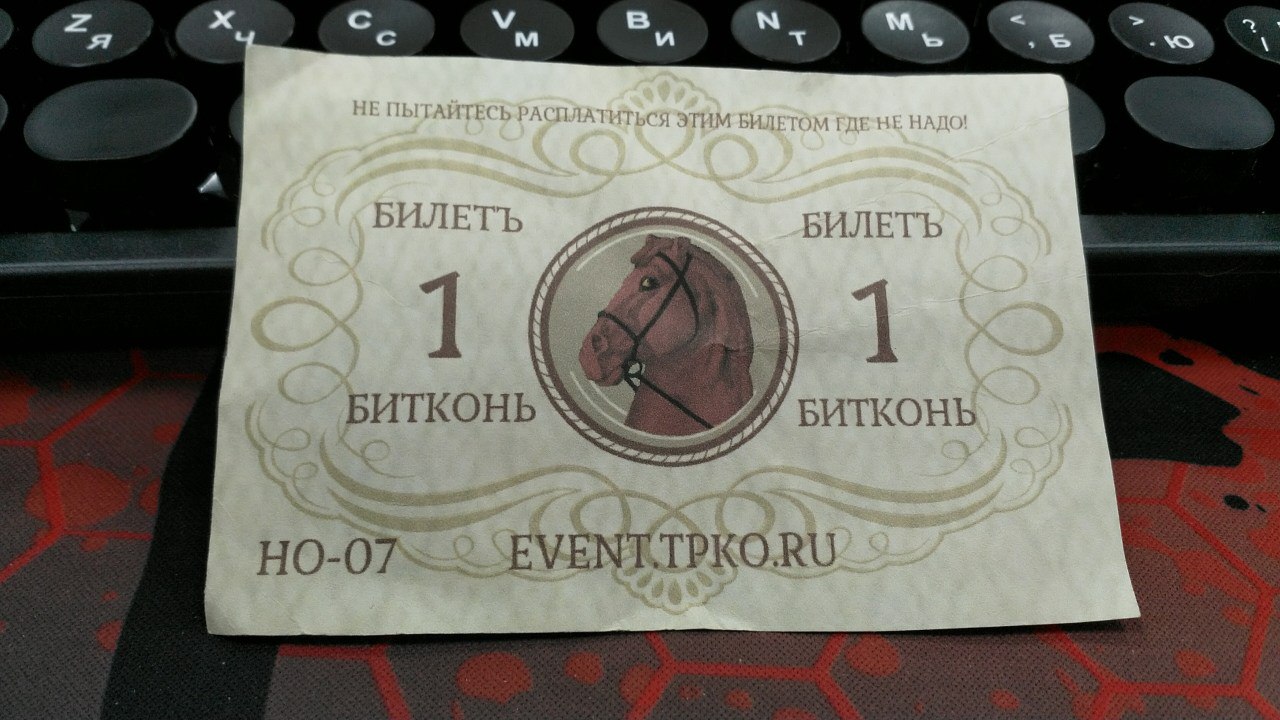 Z Я
X Ч
C С
V М
B И
N Т
M Ь
< , Б
> . Ю
?
НЕ ПЫТАЙТЕСЬ РАСПЛАТИТЬСЯ ЭТИМ БИЛЕТОМ ГДЕ НЕ НАДО!
БИЛЕТЪ
БИЛЕТЪ
1
1
БИТКОНЬ
БИТКОНЬ
НО-07
EVENT.TPKO.RU